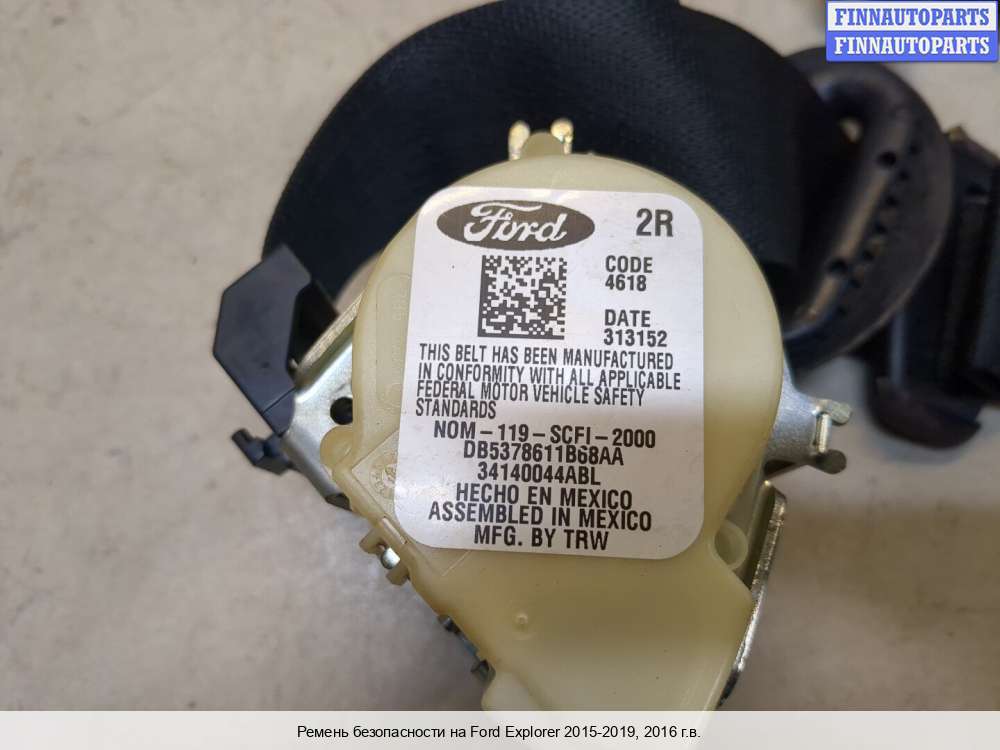 FINNAUTOPARTS
FINNAUTOPARTS
Ford
2R
CODE
4618
DATE
313152
THIS BELT HAS BEEN MANUFACTURED
IN CONFORMITY WITH ALL APPLICABLE
FEDERAL MOTOR VEHICLE SAFETY
STANDARDS
NOM-119-SCFI-2000
DB5378611B68AA
34140044ABL
HECHO EN MEXICO
ASSEMBLED IN MEXICO
MFG. BY TRW
Ремень безопасности на Ford Explorer 2015-2019, 2016 г.в.